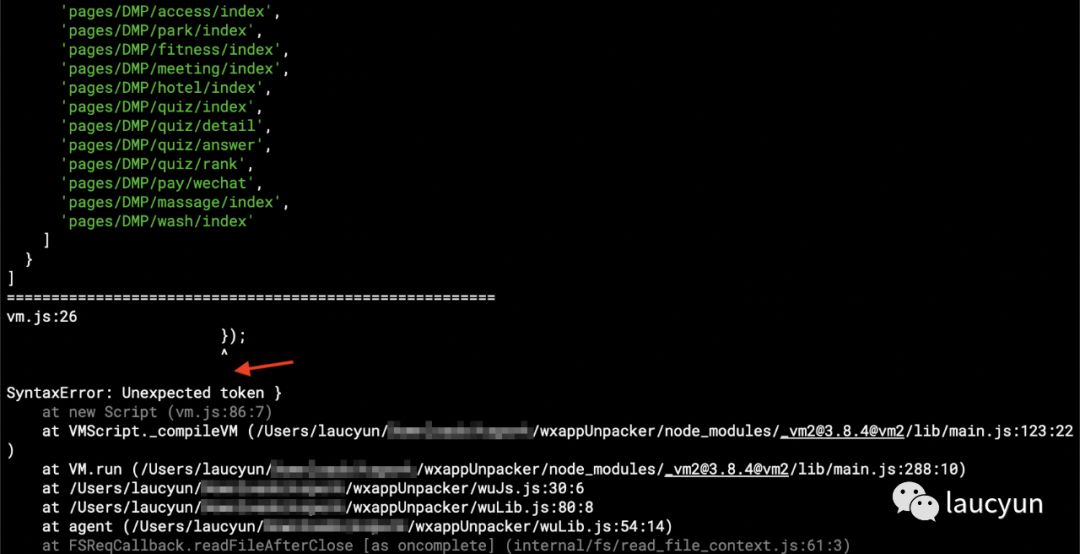 'pages/DMP/access/index',
'pages/DMP/park/index',
'pages/DMP/fitness/index',
'pages/DMP/meeting/index',
'pages/DMP/hotel/index',
'pages/DMP/quiz/index',
'pages/DMP/quiz/detail',
'pages/DMP/quiz/answer',
'pages/DMP/quiz/rank',
'pages/DMP/pay/wechat',
'pages/DMP/massage/index',
'pages/DMP/wash/index'
]
}
]
======================================================
vm.js:26
});
^
SyntaxError: Unexpected token }
at new Script (vm.js:86:7)
at VMScript._compileVM (/Users/laucyun/ /wxappUnpacker/node_modules/_vm2@3.8.4@vm2/lib/main.js:123:22
)
at VM.run (/Users/laucyun/ /wxappUnpacker/node_modules/_vm2@3.8.4@vm2/lib/main.js:288:10)
at /Users/laucyun/ /wxappUnpacker/wuJs.js:30:6
at /Users/laucyun/ /wxappUnpacker/wuLib.js:80:8
at agent (/Users/laucyun/ /wxappUnpacker/wuLib.js:54:14)
at FSReqCallback.readFileAfterClose [as oncomplete] (internal/fs/read_file_context.js:61:3)
laucyun